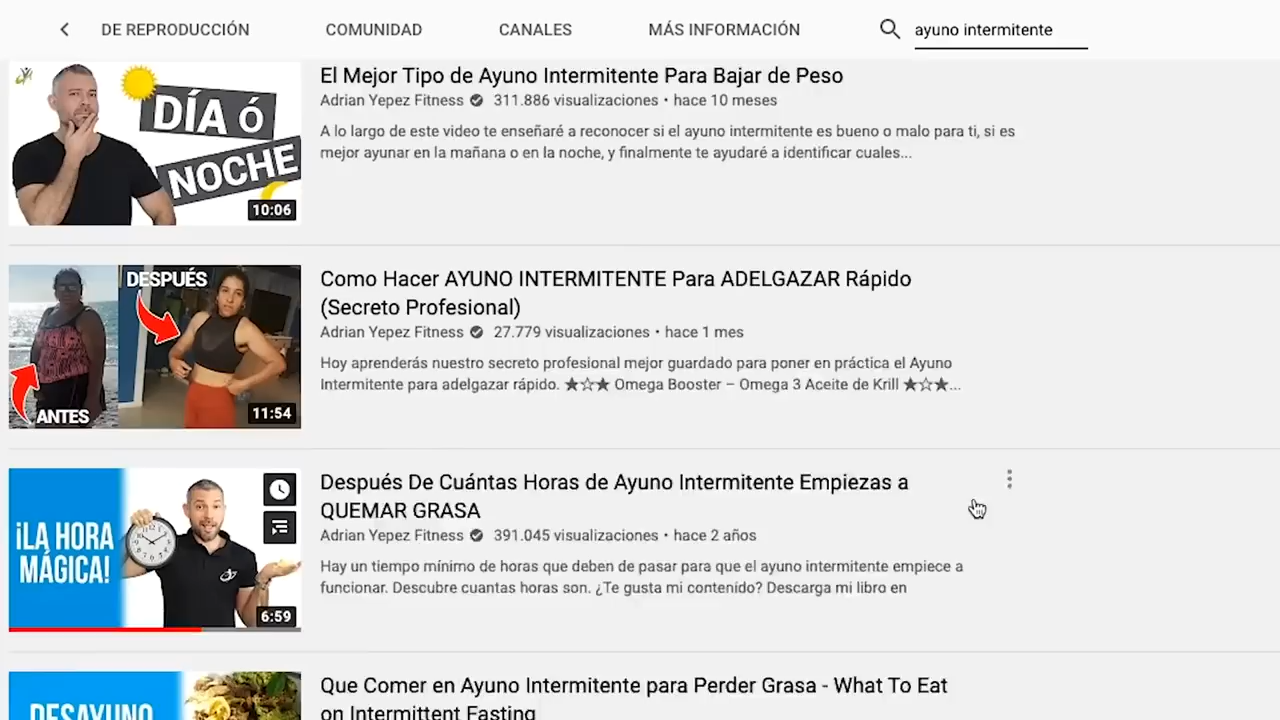 DE REPRODUCCIÓN
COMUNIDAD
CANALES
MÁS INFORMACIÓN
ayuno intermitente
DÍA Ó
NOCHE
10:06
El Mejor Tipo de Ayuno Intermitente Para Bajar de Peso
Adrian Yepez Fitness 311.886 visualizaciones • hace 10 meses
A lo largo de este video te enseñaré a reconocer si el ayuno intermitente es bueno o malo para ti, si es
mejor ayunar en la mañana o en la noche, y finalmente te ayudaré a identificar cuales...
DESPUÉS
ANTES
11:54
Como Hacer AYUNO INTERMITENTE Para ADELGAZAR Rápido
(Secreto Profesional)
Adrian Yepez Fitness 27.779 visualizaciones • hace 1 mes
Hoy aprenderás nuestro secreto profesional mejor guardado para poner en práctica el Ayuno
Intermitente para adelgazar rápido. ★☆★ Omega Booster – Omega 3 Aceite de Krill ★☆★...
¡LA HORA
MÁGICA!
6:59
Después De Cuántas Horas de Ayuno Intermitente Empiezas a
QUEMAR GRASA
Adrian Yepez Fitness 391.045 visualizaciones • hace 2 años
Hay un tiempo mínimo de horas que deben de pasar para que el ayuno intermitente empiece a
funcionar. Descubre cuantas horas son. ¿Te gusta mi contenido? Descarga mi libro en
DESAYUNO
Que Comer en Ayuno Intermitente para Perder Grasa - What To Eat
on Intermittent Fasting